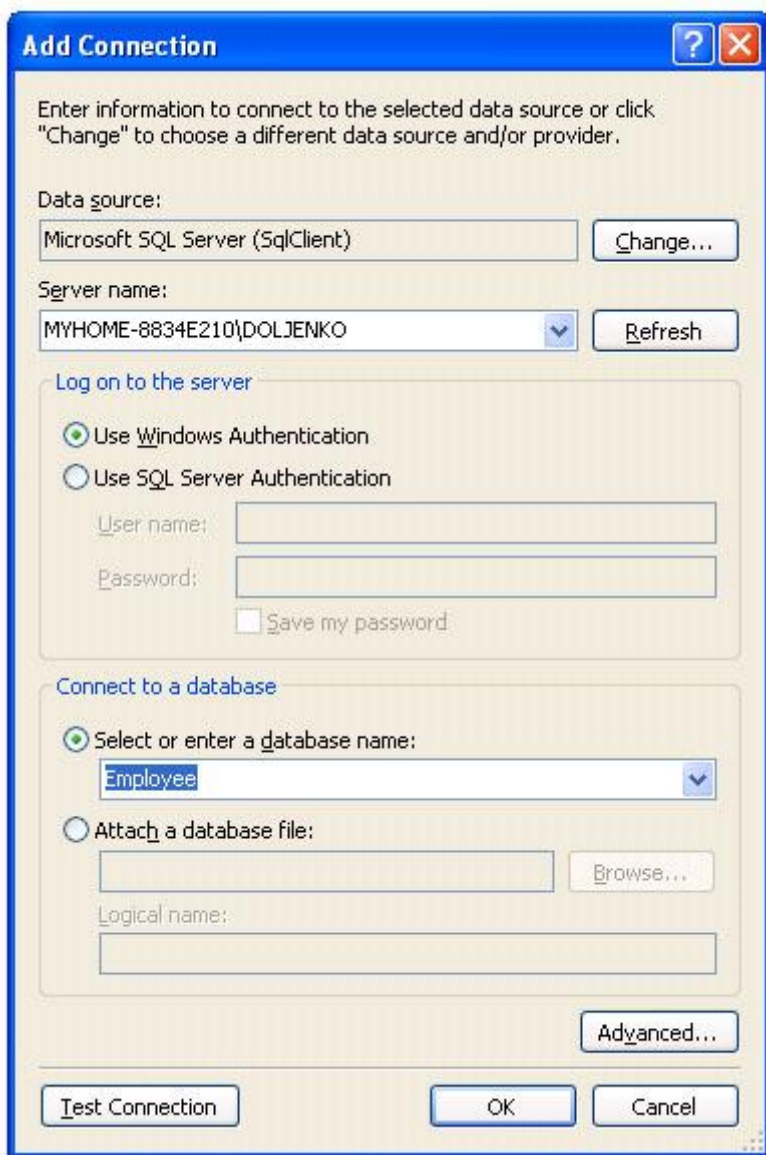 Add Connection
Enter information to connect to the selected data source or click
"Change" to choose a different data source and/or provider.
Data source:
Microsoft SQL Server (SqlClient)
Change...
Server name:
MYHOME-8834E210\DOLJENKO
Refresh
Log on to the server
Use Windows Authentication
Use SQL Server Authentication
User name:
Password:
Save my password
Connect to a database
Select or enter a database name:
Employee
Attach a database file:
Browse...
Logical name:
Advanced...
Test Connection
OK
Cancel